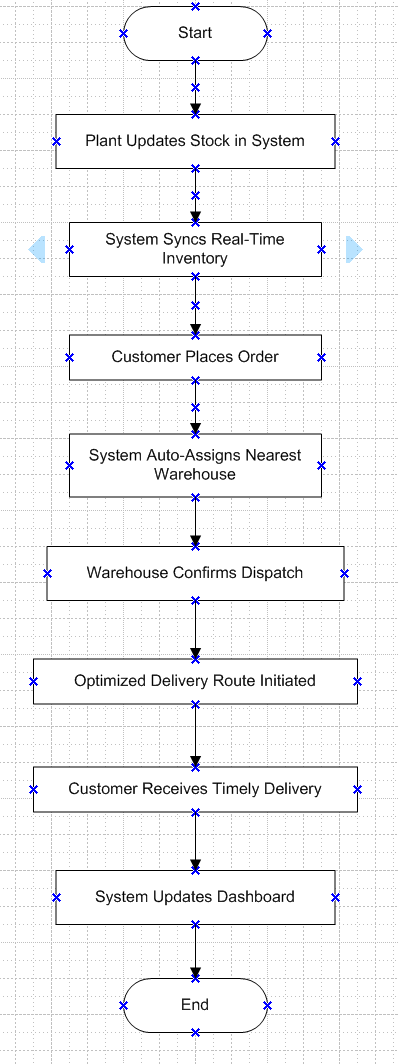 Start
Plant Updates Stock in System
System Syncs Real-Time
Inventory
Customer Places Order
System Auto-Assigns Nearest
Warehouse
Warehouse Confirms Dispatch
Optimized Delivery Route Initiated
Customer Receives Timely Delivery
System Updates Dashboard
End